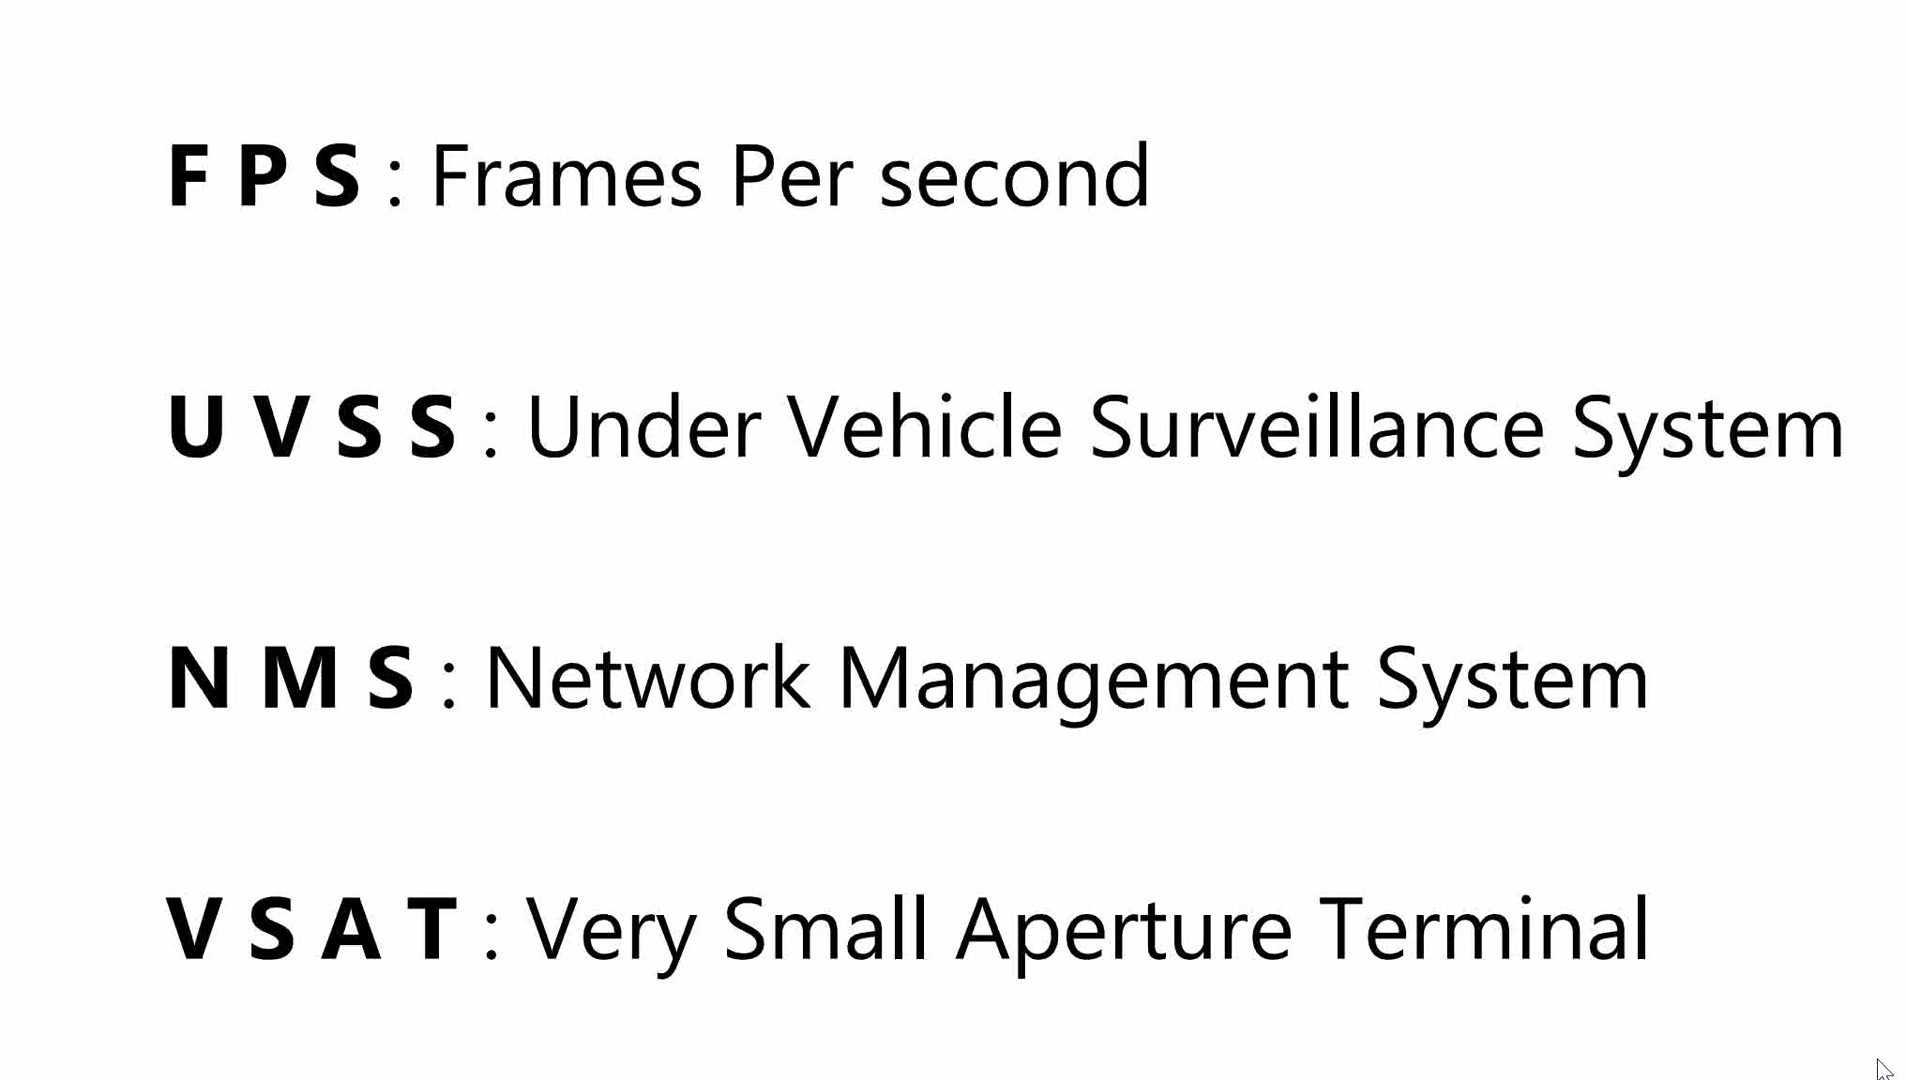 F P S : Frames Per second
U V S S : Under Vehicle Surveillance System
N M S : Network Management System
V S A T : Very Small Aperture Terminal